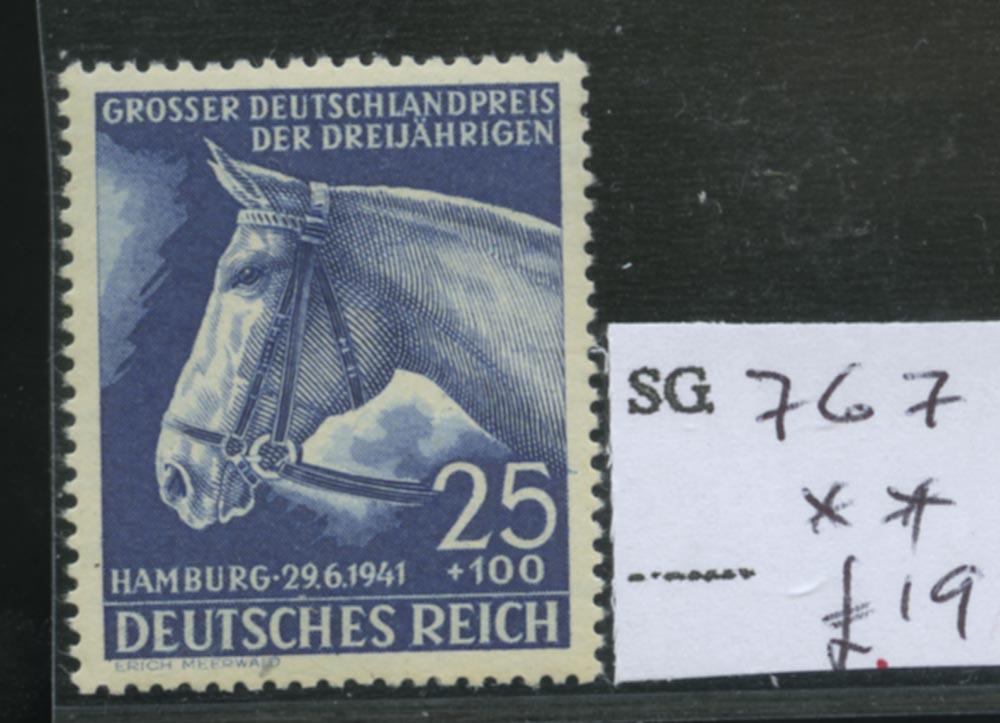 GROSSER DEUTSCHLANDPREIS
DER DREIJÄHRIGEN
25
+100
HAMBURG·29.6.1941
DEUTSCHES REICH
ERICH MEERWALD
SG. 767
**
£19